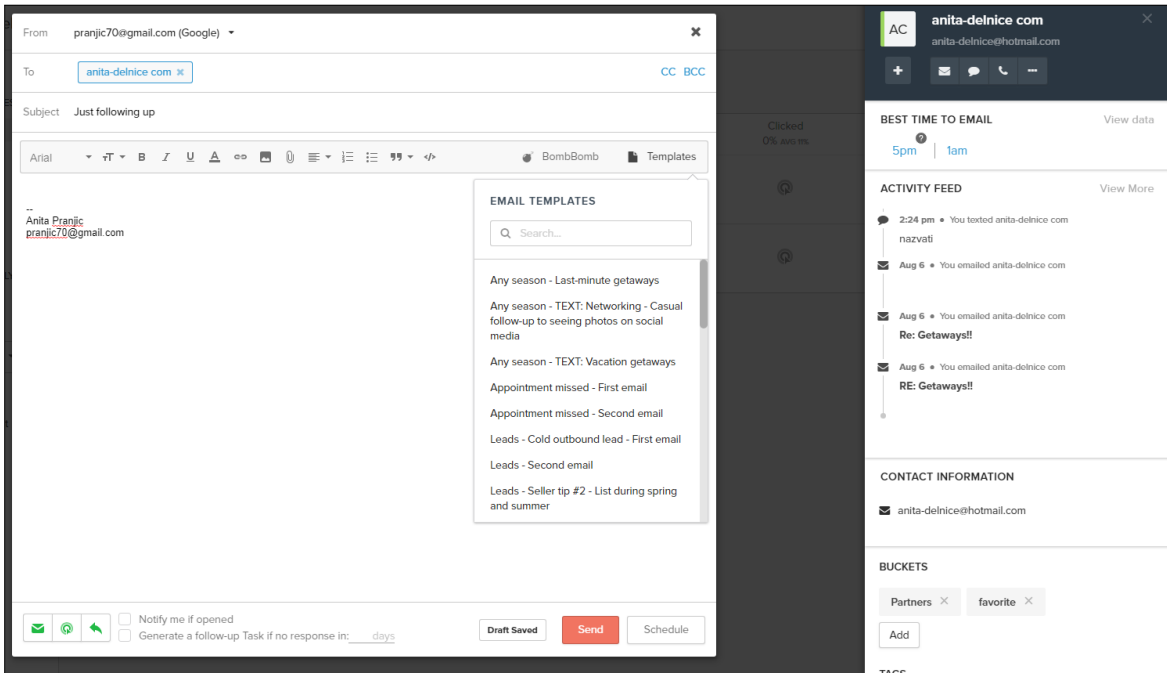 From pranjic70@gmail.com (Google)
To anita-delnice com CC BCC
Subject Just following up
Arial B I U A BombBomb Templates
--
Anita Pranjic
pranjic70@gmail.com
EMAIL TEMPLATES
Search...
Any season - Last-minute getaways
Any season - TEXT: Networking - Casual
follow-up to seeing photos on social
media
Any season - TEXT: Vacation getaways
Appointment missed - First email
Appointment missed - Second email
Leads - Cold outbound lead - First email
Leads - Second email
Leads - Seller tip #2 - List during spring
and summer
Notify me if opened
Generate a follow-up Task if no response in: days
Draft Saved Send Schedule
Clicked
0% AVG 11%
AC
anita-delnice com
anita-delnice@hotmail.com
BEST TIME TO EMAIL View data
5pm ? 1am
ACTIVITY FEED View More
2:24 pm • You texted anita-delnice com
nazvati
Aug 6 • You emailed anita-delnice com
Aug 6 • You emailed anita-delnice com
Re: Getaways!!
Aug 6 • You emailed anita-delnice com
RE: Getaways!!
CONTACT INFORMATION
anita-delnice@hotmail.com
BUCKETS
Partners favorite
Add
TAGS